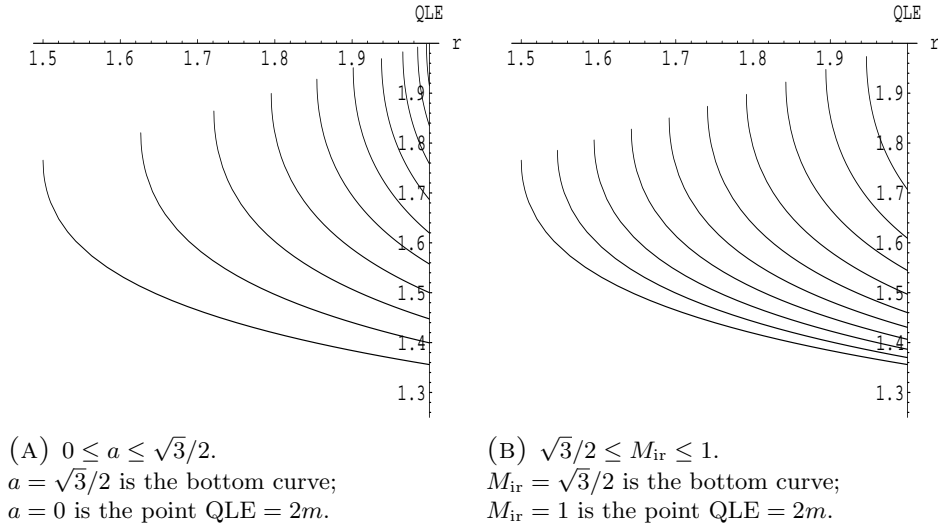 QLE
r
1.5 1.6 1.7 1.8 1.9
1.9
1.8
1.7
1.6
1.5
1.4
1.3
QLE
r
1.5 1.6 1.7 1.8 1.9
1.9
1.8
1.7
1.6
1.5
1.4
1.3
(A) 0 ≤ a ≤ √3/2.
a = √3/2 is the bottom curve;
a = 0 is the point QLE = 2m.
(B) √3/2 ≤ M_ir ≤ 1.
M_ir = √3/2 is the bottom curve;
M_ir = 1 is the point QLE = 2m.